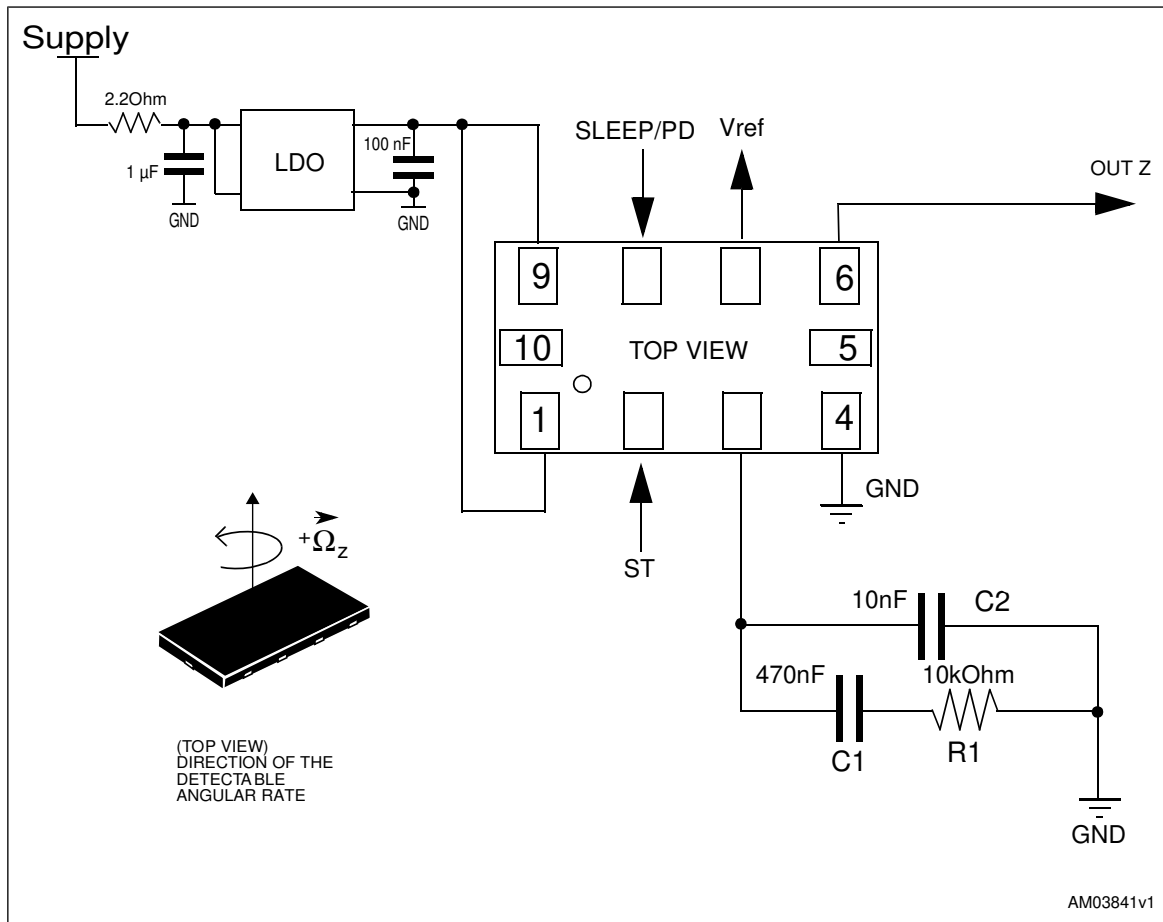 Supply
2.2Ohm
1 µF
GND
LDO
100 nF
GND
SLEEP/PD
Vref
OUT Z
9
6
10
TOP VIEW
5
1
4
GND
ST
+Ωz
10nF
C2
470nF
10kOhm
C1
R1
GND
(TOP VIEW)
DIRECTION OF THE
DETECTABLE
ANGULAR RATE
AM03841v1